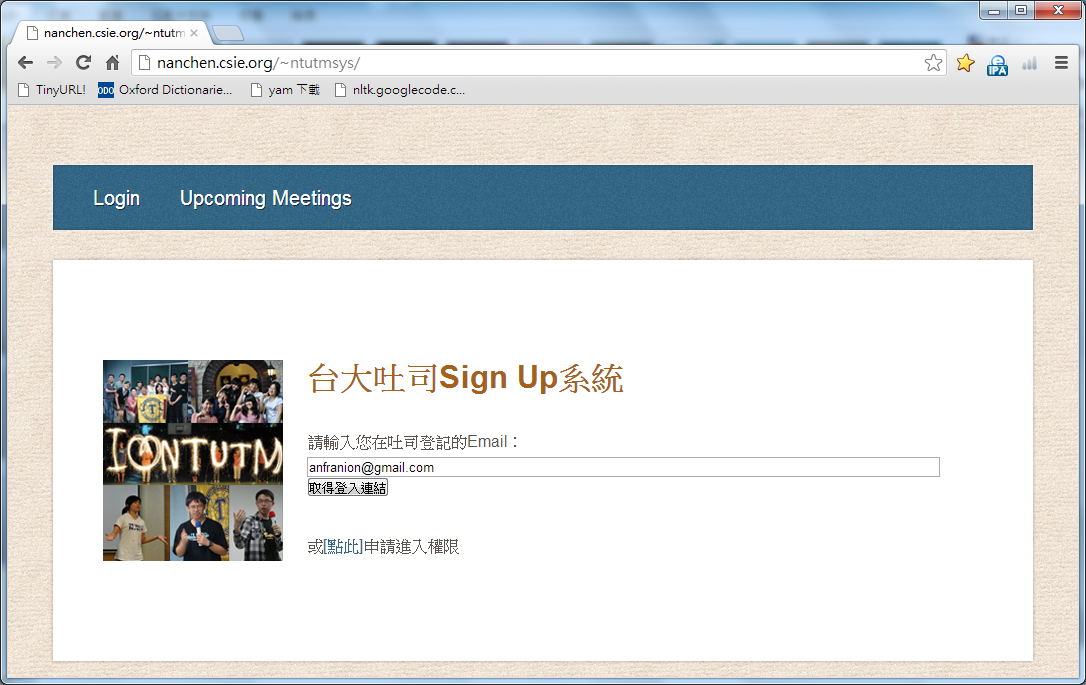 nanchen.csie.org/~ntutm
nanchen.csie.org/~ntutmsys/
IPA
TinyURL!
ODO Oxford Dictionarie...
yam 下載
nltk.googlecode.c...
Login
Upcoming Meetings
台大吐司Sign Up系統
請輸入您在吐司登記的Email：
anfranion@gmail.com
取得登入連結
或[點此]申請進入權限
NTUTM